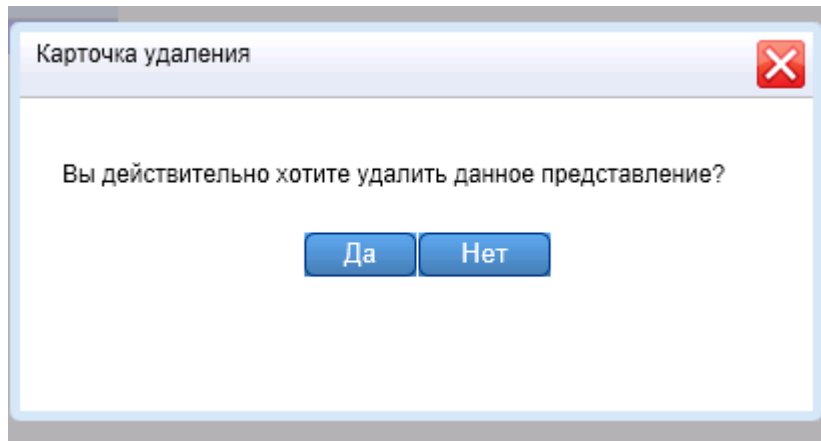 Карточка удаления
Вы действительно хотите удалить данное представление?
Да Нет